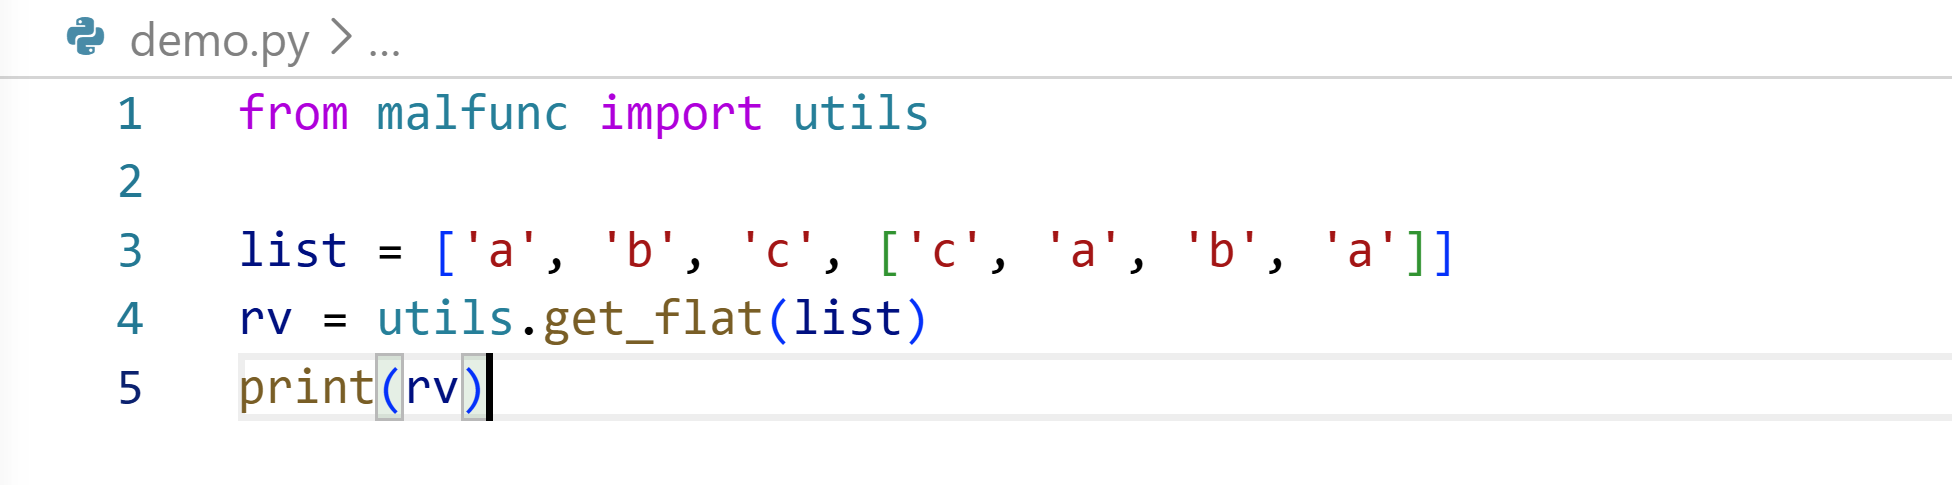 demo.py > ...
1 from malfunc import utils
2
3 list = ['a', 'b', 'c', ['c', 'a', 'b', 'a']]
4 rv = utils.get_flat(list)
5 print(rv)